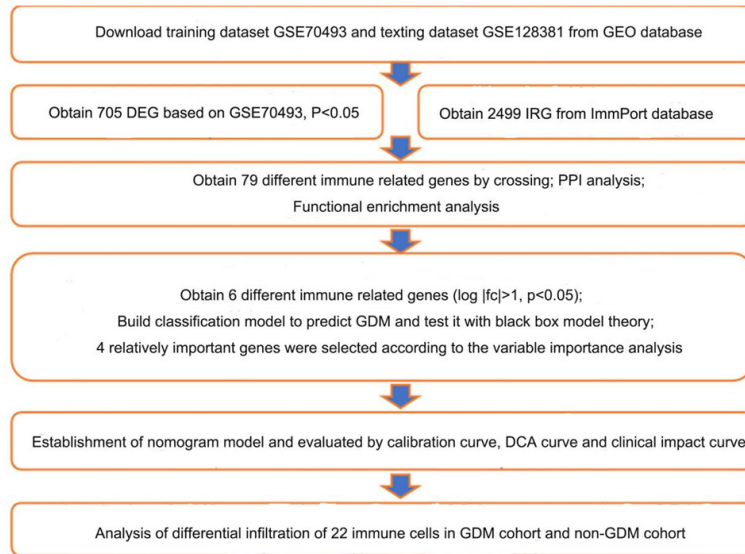 Download training dataset GSE70493 and texting dataset GSE128381 from GEO database
Obtain 705 DEG based on GSE70493, P<0.05
Obtain 2499 IRG from ImmPort database
Obtain 79 different immune related genes by crossing; PPI analysis;
Functional enrichment analysis
Obtain 6 different immune related genes (log |fc|>1, p<0.05);
Build classification model to predict GDM and test it with black box model theory;
4 relatively important genes were selected according to the variable importance analysis
Establishment of nomogram model and evaluated by calibration curve, DCA curve and clinical impact curve
Analysis of differential infiltration of 22 immune cells in GDM cohort and non-GDM cohort